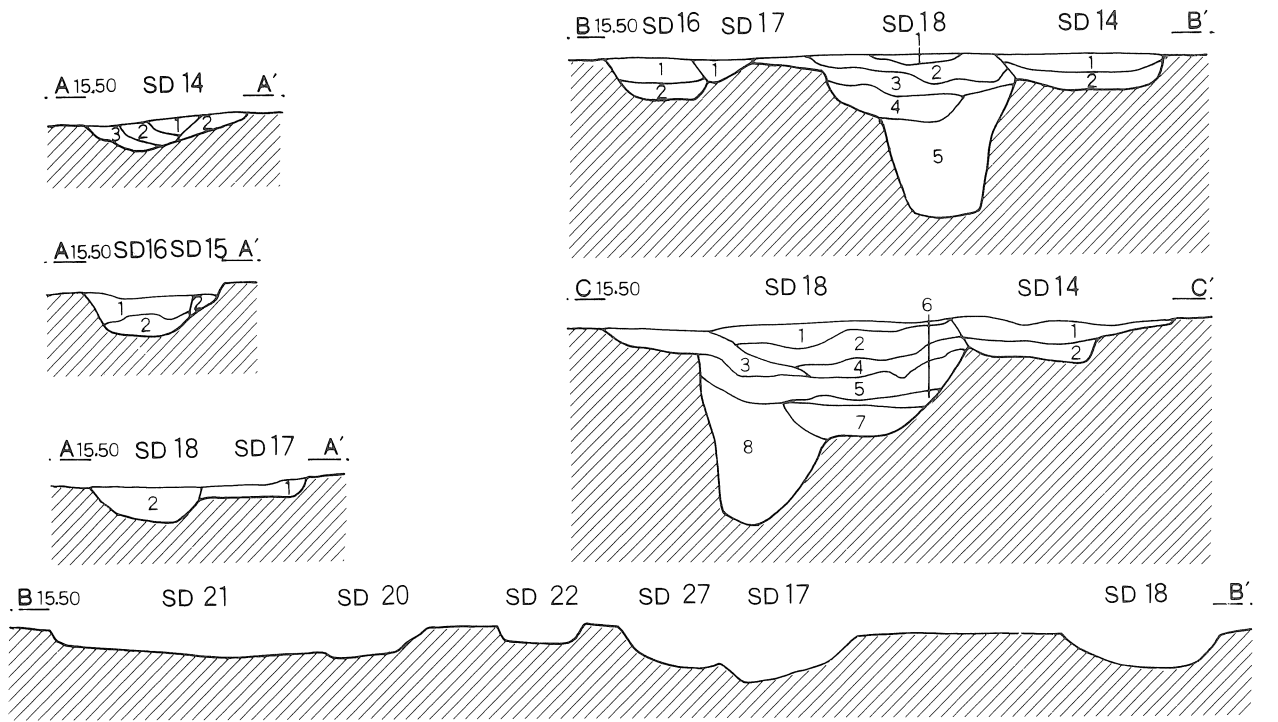 A 15.50 SD 14 A′
3 2 1 2
A 15.50 SD16 SD15 A′
1 2
2
A 15.50 SD 18 SD 17 A′
2 1
B 15.50 SD 16 SD 17 SD 18 SD 14 B′
1
1 1 2 1
2 3 2
4
5
C 15.50 SD 18 SD 14 C′
6
1 2 1
3 4 2
5
7
8
B 15.50 SD 21 SD 20 SD 22 SD 27 SD 17 SD 18 B′